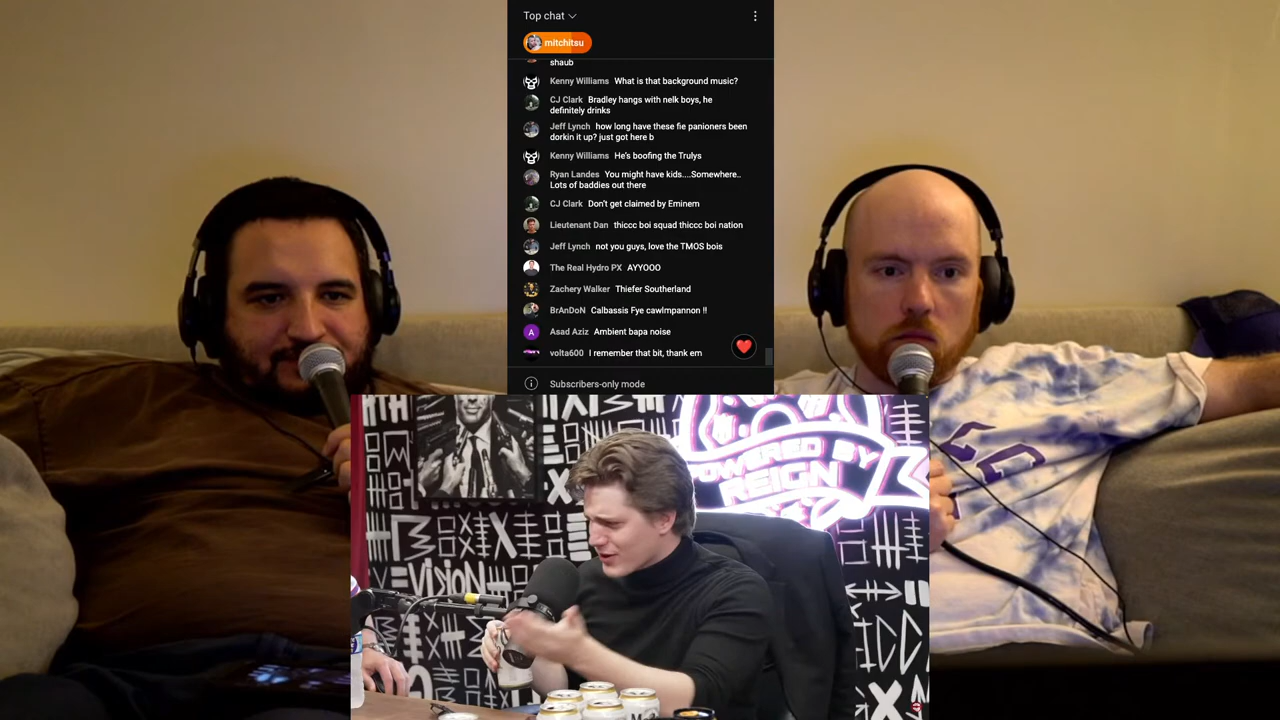 Top chat
mitchitsu
shaub
Kenny Williams What is that background music?
CJ Clark Bradley hangs with nelk boys, he
definitely drinks
Jeff Lynch how long have these fie panioners been
dorkin it up? just got here b
Kenny Williams He's boofing the Trulys
Ryan Landes You might have kids....Somewhere..
Lots of baddies out there
CJ Clark Don't get claimed by Eminem
Lieutenant Dan thiccc boi squad thiccc boi nation
Jeff Lynch not you guys, love the TMOS bois
The Real Hydro PX AYYOOO
Zachery Walker Thiefer Southerland
BrAnDoN Calbassis Fye cawlmpannon !!
A Asad Aziz Ambient bapa noise
volta600 I remember that bit, thank em
Subscribers-only mode
POWERED BY
REIGN